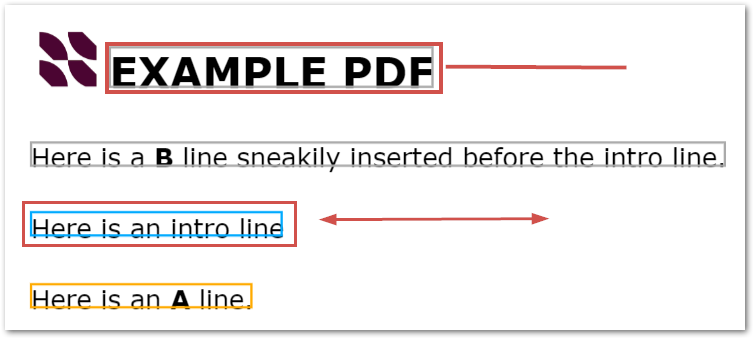 EXAMPLE PDF
Here is a B line sneakily inserted before the intro line.
Here is an intro line
Here is an A line.